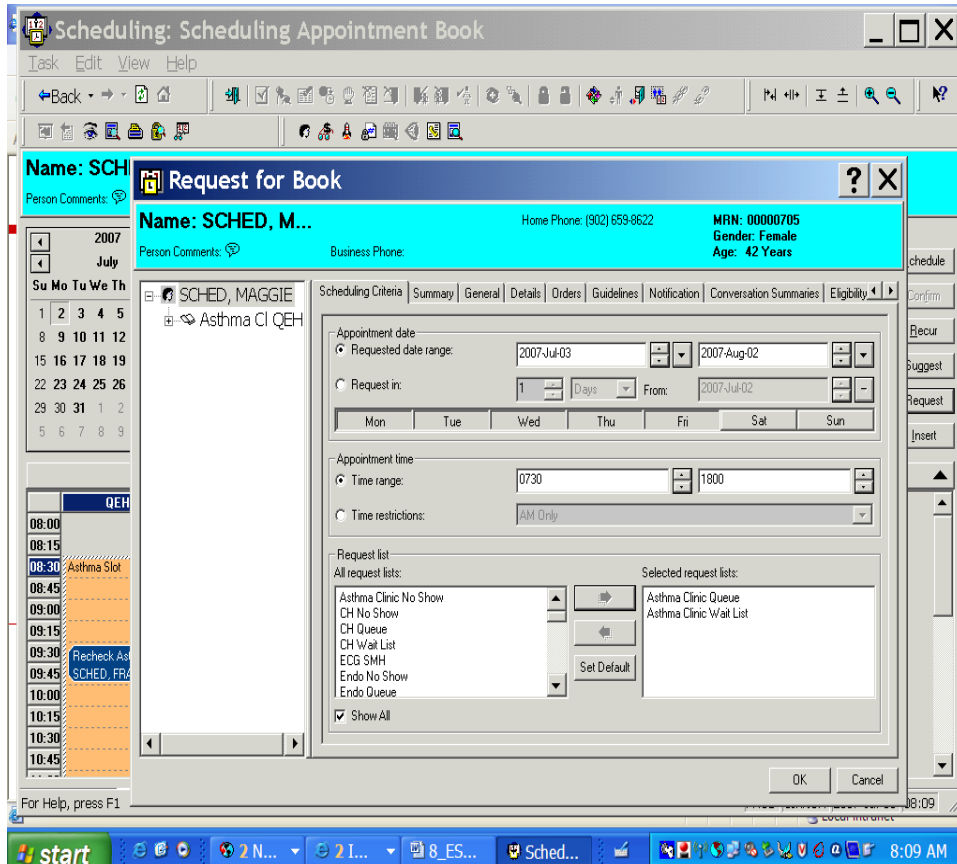 Scheduling: Scheduling Appointment Book
Task Edit View Help
Back
Name: SCH
Person Comments:
2007
July
Su Mo Tu We Th
1 2 3 4 5
8 9 10 11 12
15 16 17 18 19
22 23 24 25 26
29 30 31 1 2
5 6 7 8 9
QEH
08:00
08:15
08:30 Asthma Slot
08:45
09:00
09:15
09:30 Recheck Ast
09:45 SCHED, FRA
10:00
10:15
10:30
10:45
Request for Book
Name: SCHED, M...
Home Phone: (902) 659-8622
MRN: 00000705
Gender: Female
Person Comments:
Business Phone:
Age: 42 Years
SCHED, MAGGIE
Asthma Cl QEH
Scheduling Criteria Summary General Details Orders Guidelines Notification Conversation Summaries Eligibility
Appointment date
Requested date range: 2007-Jul-03 2007-Aug-02
Request in: 1 Days From: 2007-Jul-02
Mon Tue Wed Thu Fri Sat Sun
Appointment time
Time range: 0730 1800
Time restrictions: AM Only
Request list
All request lists:
Asthma Clinic No Show
CH No Show
CH Queue
CH Wait List
ECG SMH
Endo No Show
Endo Queue
Set Default
Selected request lists:
Asthma Clinic Queue
Asthma Clinic Wait List
Show All
OK Cancel
chedule
Confirm
Recur
Suggest
Request
Insert
For Help, press F1
08:09
start
2 N...
2 I...
8_ES...
Sched...
8:09 AM